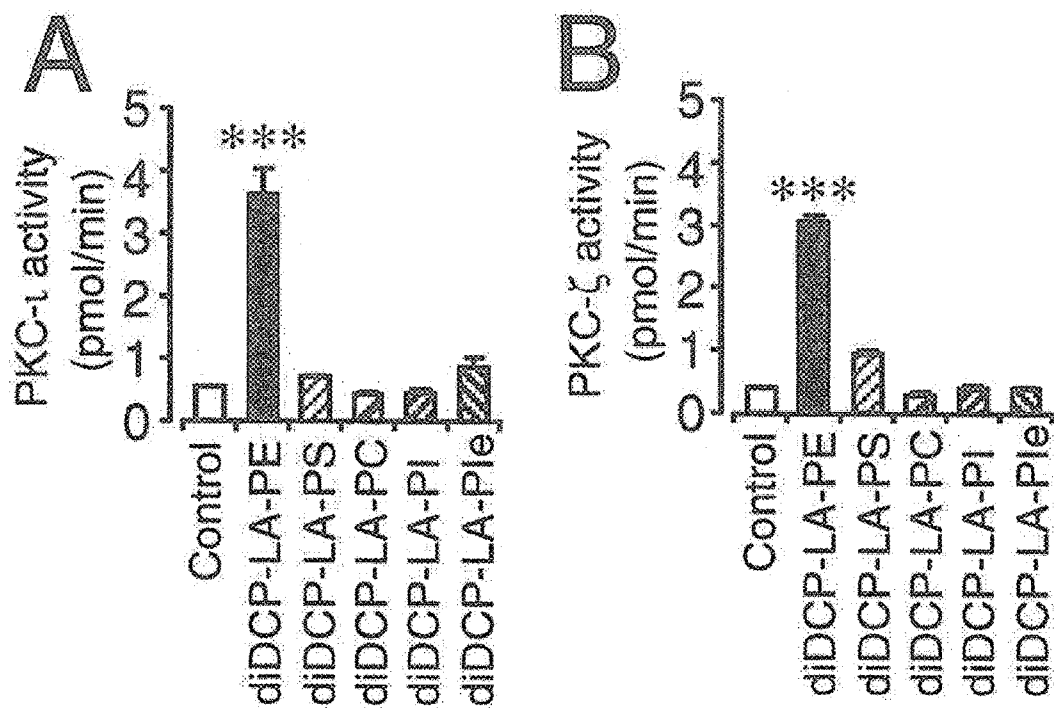 A
PKC-ι activity
(pmol/min)
5
4
3
2
1
0
***
Control
diDCP-LA-PE
diDCP-LA-PS
diDCP-LA-PC
diDCP-LA-PI
diDCP-LA-PIe
B
PKC-ζ activity
(pmol/min)
5
4
3
2
1
0
***
Control
diDCP-LA-PE
diDCP-LA-PS
diDCP-LA-PC
diDCP-LA-PI
diDCP-LA-PIe